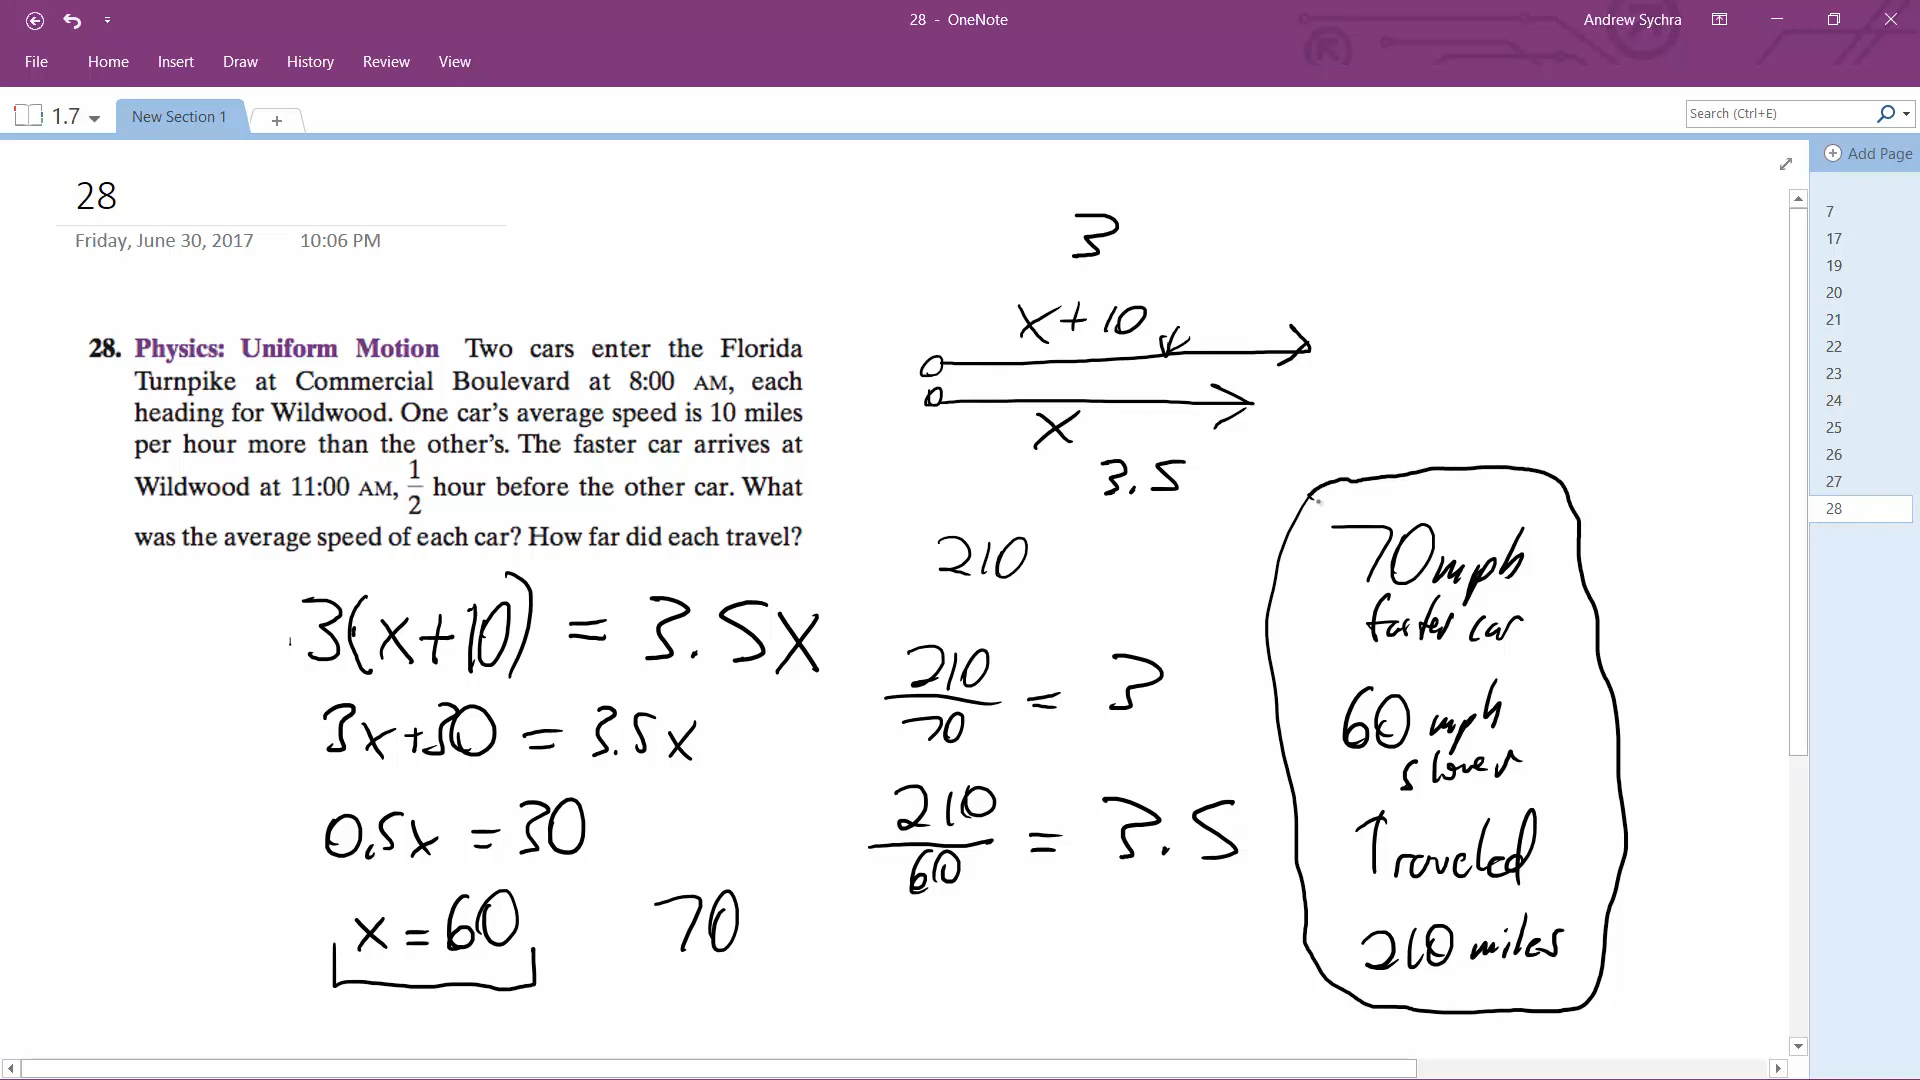 28 - OneNote
Andrew Sychra
File Home Insert Draw History Review View
1.7
New Section 1
+
Search (Ctrl+E)
Add Page
28
Friday, June 30, 2017 10:06 PM
28. Physics: Uniform Motion Two cars enter the Florida
Turnpike at Commercial Boulevard at 8:00 AM, each
heading for Wildwood. One car's average speed is 10 miles
per hour more than the other's. The faster car arrives at
Wildwood at 11:00 AM, 1/2 hour before the other car. What
was the average speed of each car? How far did each travel?
3(x+10) = 3.5x
3x+30 = 3.5x
0.5x = 30
x = 60
70
3
x+10
x
3.5
210
210/70 = 3
210/60 = 3.5
70mph
faster car
60 mph
slower
Traveled
210 miles
7
17
19
20
21
22
23
24
25
26
27
28